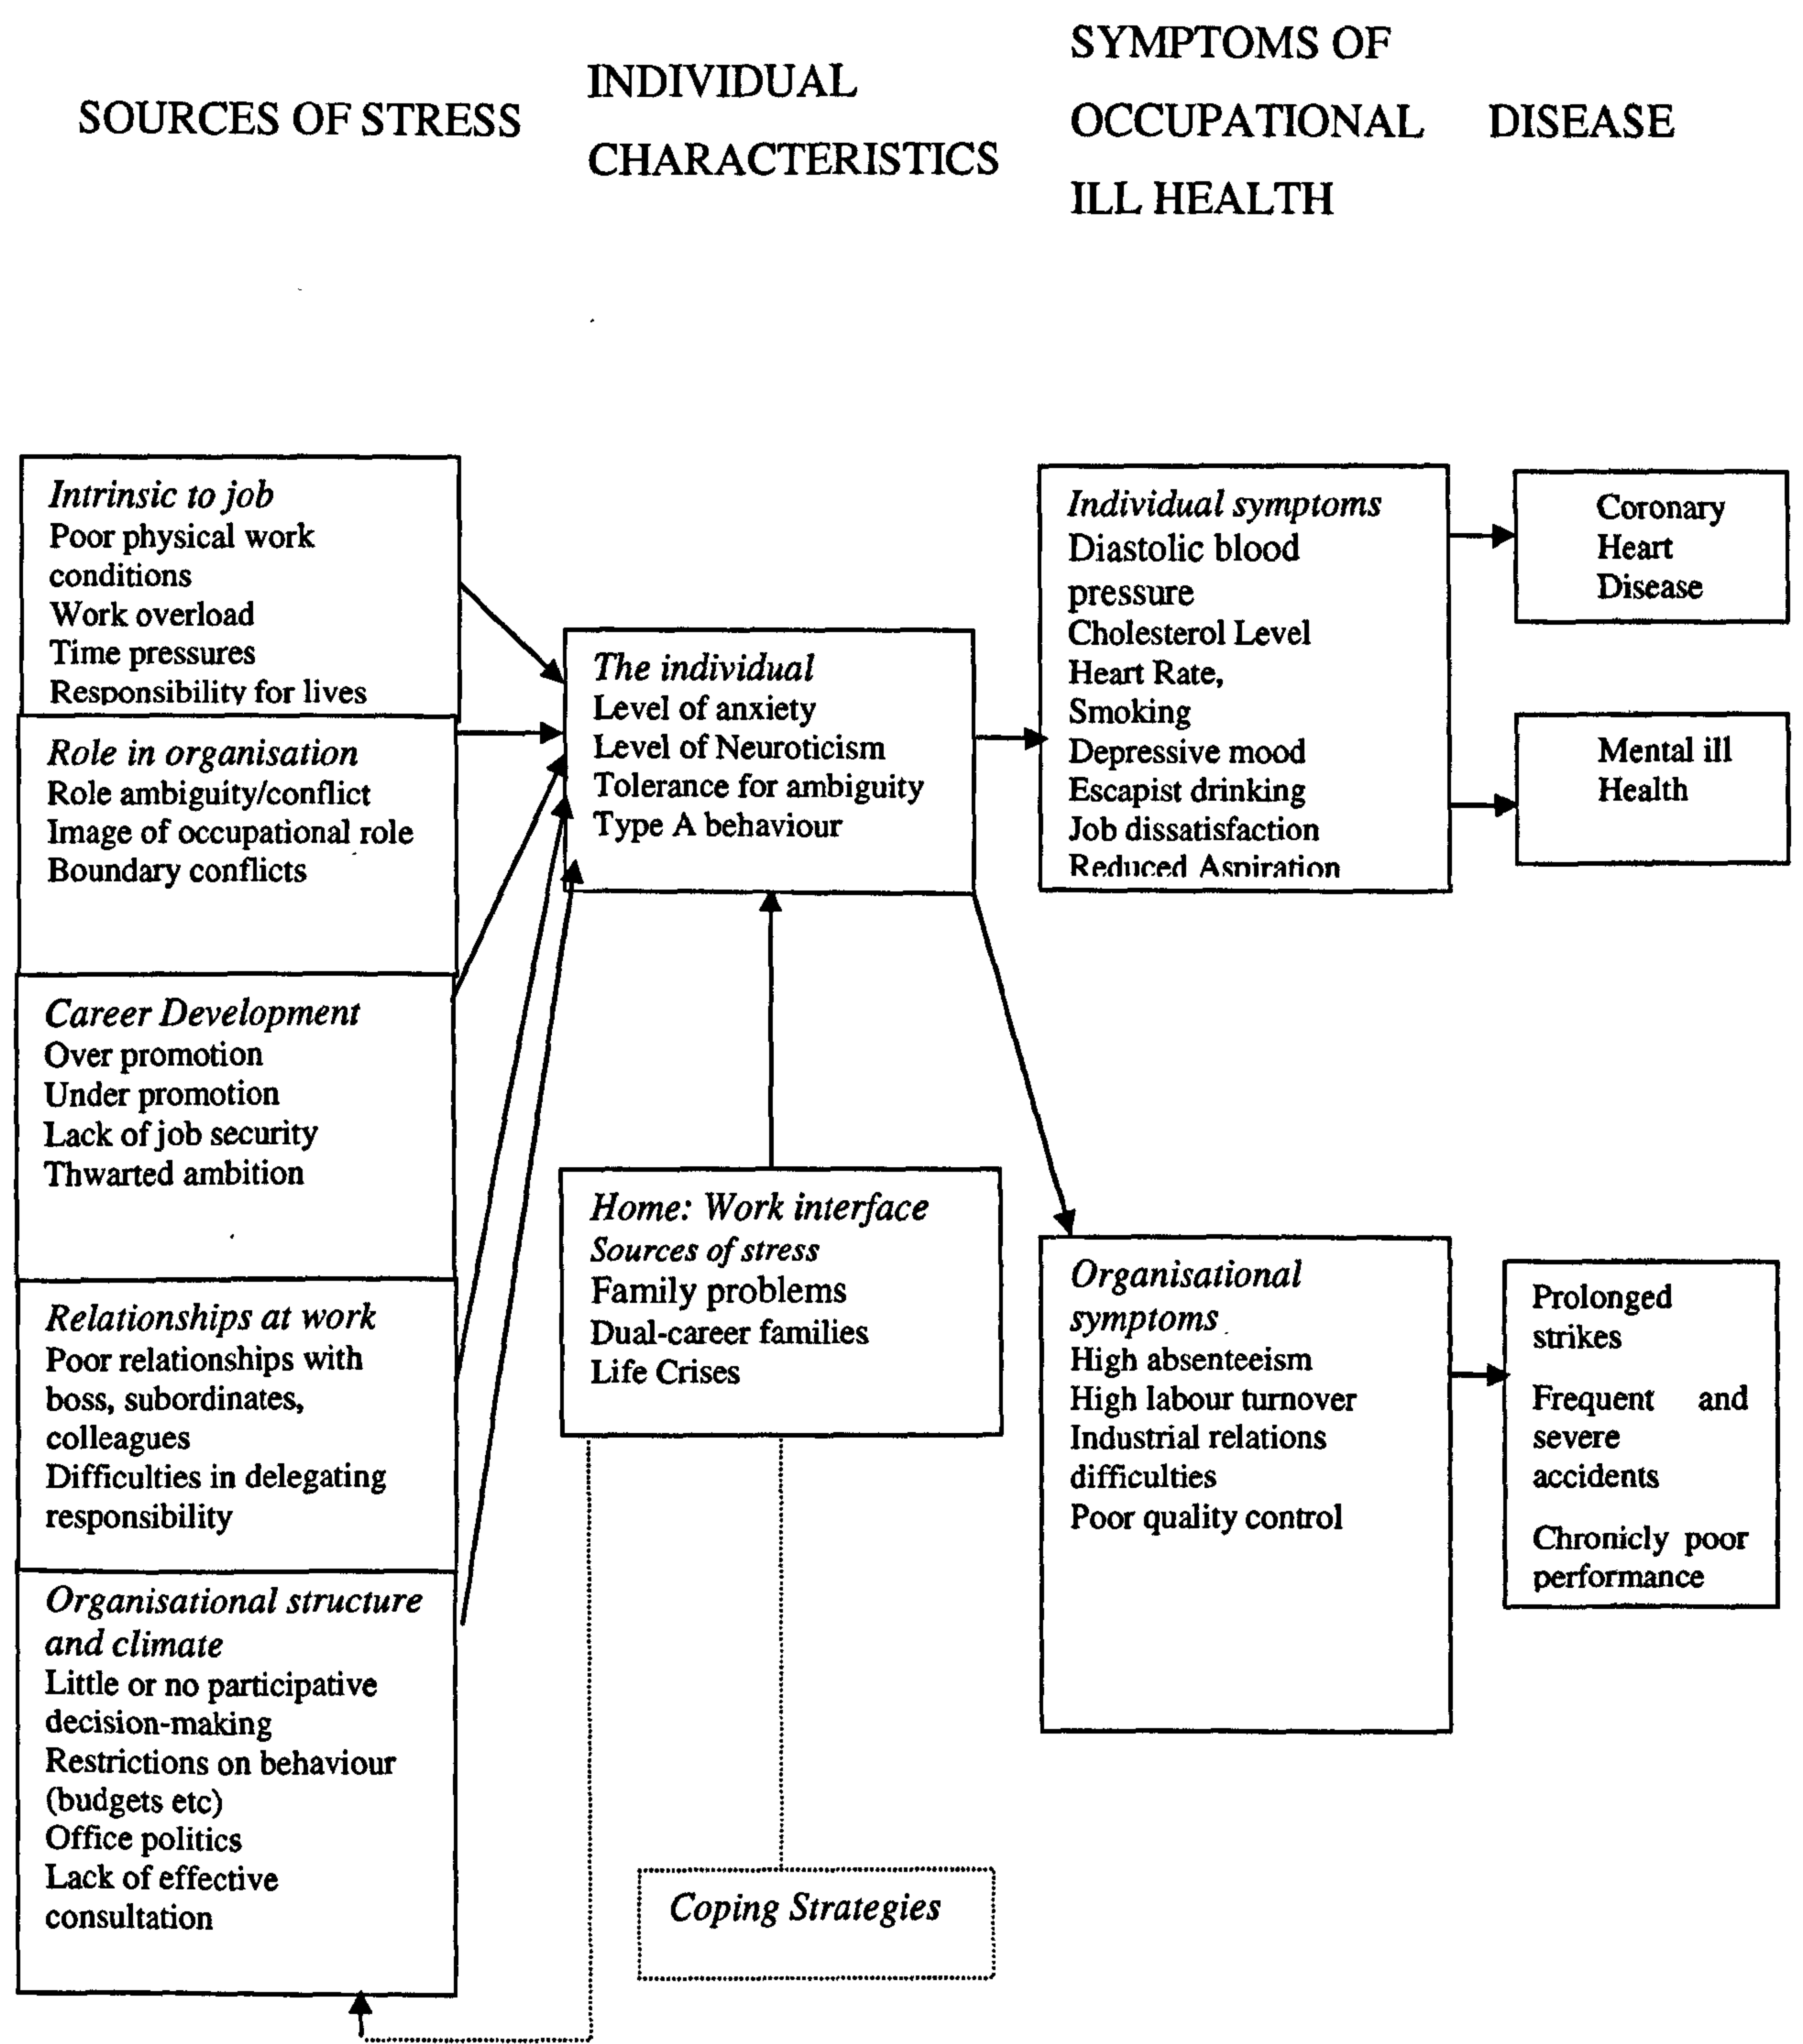 SOURCES OF STRESS
INDIVIDUAL
CHARACTERISTICS
SYMPTOMS OF
OCCUPATIONAL
ILL HEALTH
DISEASE
Intrinsic to job
Poor physical work
conditions
Work overload
Time pressures
Responsibility for lives
Role in organisation
Role ambiguity/conflict
Image of occupational role
Boundary conflicts
Career Development
Over promotion
Under promotion
Lack of job security
Thwarted ambition
Relationships at work
Poor relationships with
boss, subordinates,
colleagues
Difficulties in delegating
responsibility
Organisational structure
and climate
Little or no participative
decision-making
Restrictions on behaviour
(budgets etc)
Office politics
Lack of effective
consultation
The individual
Level of anxiety
Level of Neuroticism
Tolerance for ambiguity
Type A behaviour
Home: Work interface
Sources of stress
Family problems
Dual-career families
Life Crises
Coping Strategies
Individual symptoms
Diastolic blood
pressure
Cholesterol Level
Heart Rate,
Smoking
Depressive mood
Escapist drinking
Job dissatisfaction
Reduced Aspiration
Organisational
symptoms
High absenteeism
High labour turnover
Industrial relations
difficulties
Poor quality control
Coronary
Heart
Disease
Mental ill
Health
Prolonged
strikes
Frequent and
severe
accidents
Chronicly poor
performance